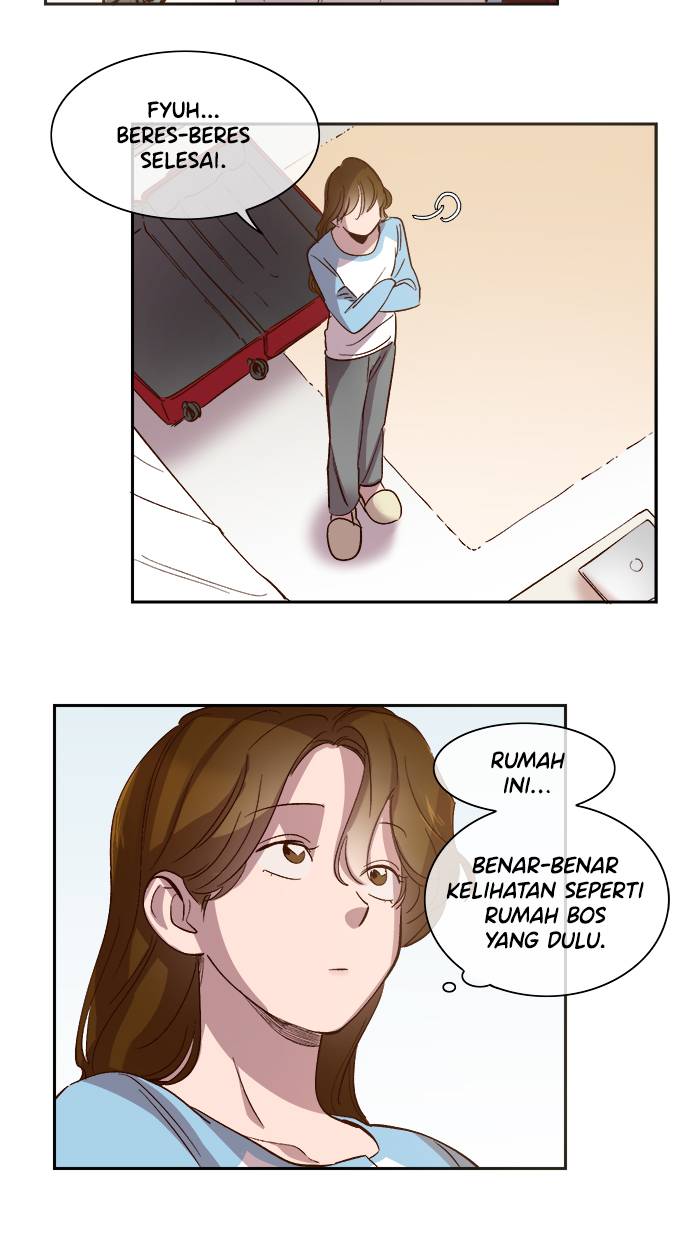 FYUH...
BERES-BERES
SELESAI.
RUMAH
INI...
BENAR-BENAR
KELIHATAN SEPERTI
RUMAH BOS
YANG DULU.